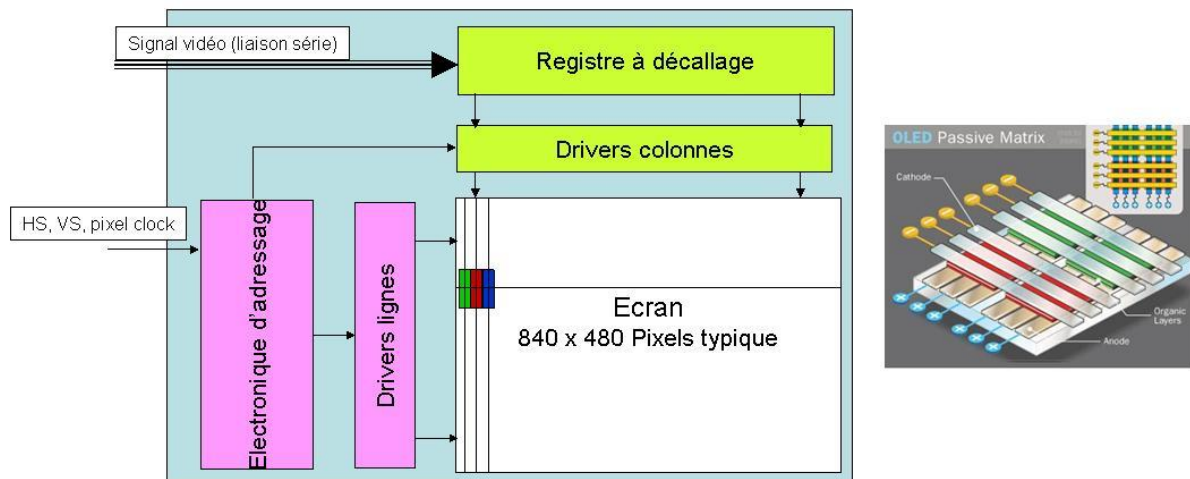 Signal vidéo (liaison série)
Registre à décallage
Drivers colonnes
HS, VS, pixel clock
Electronique d'adressage
Drivers lignes
Ecran
840 x 480 Pixels typique
OLED Passive Matrix
Cathode
Organic
Layers
Anode